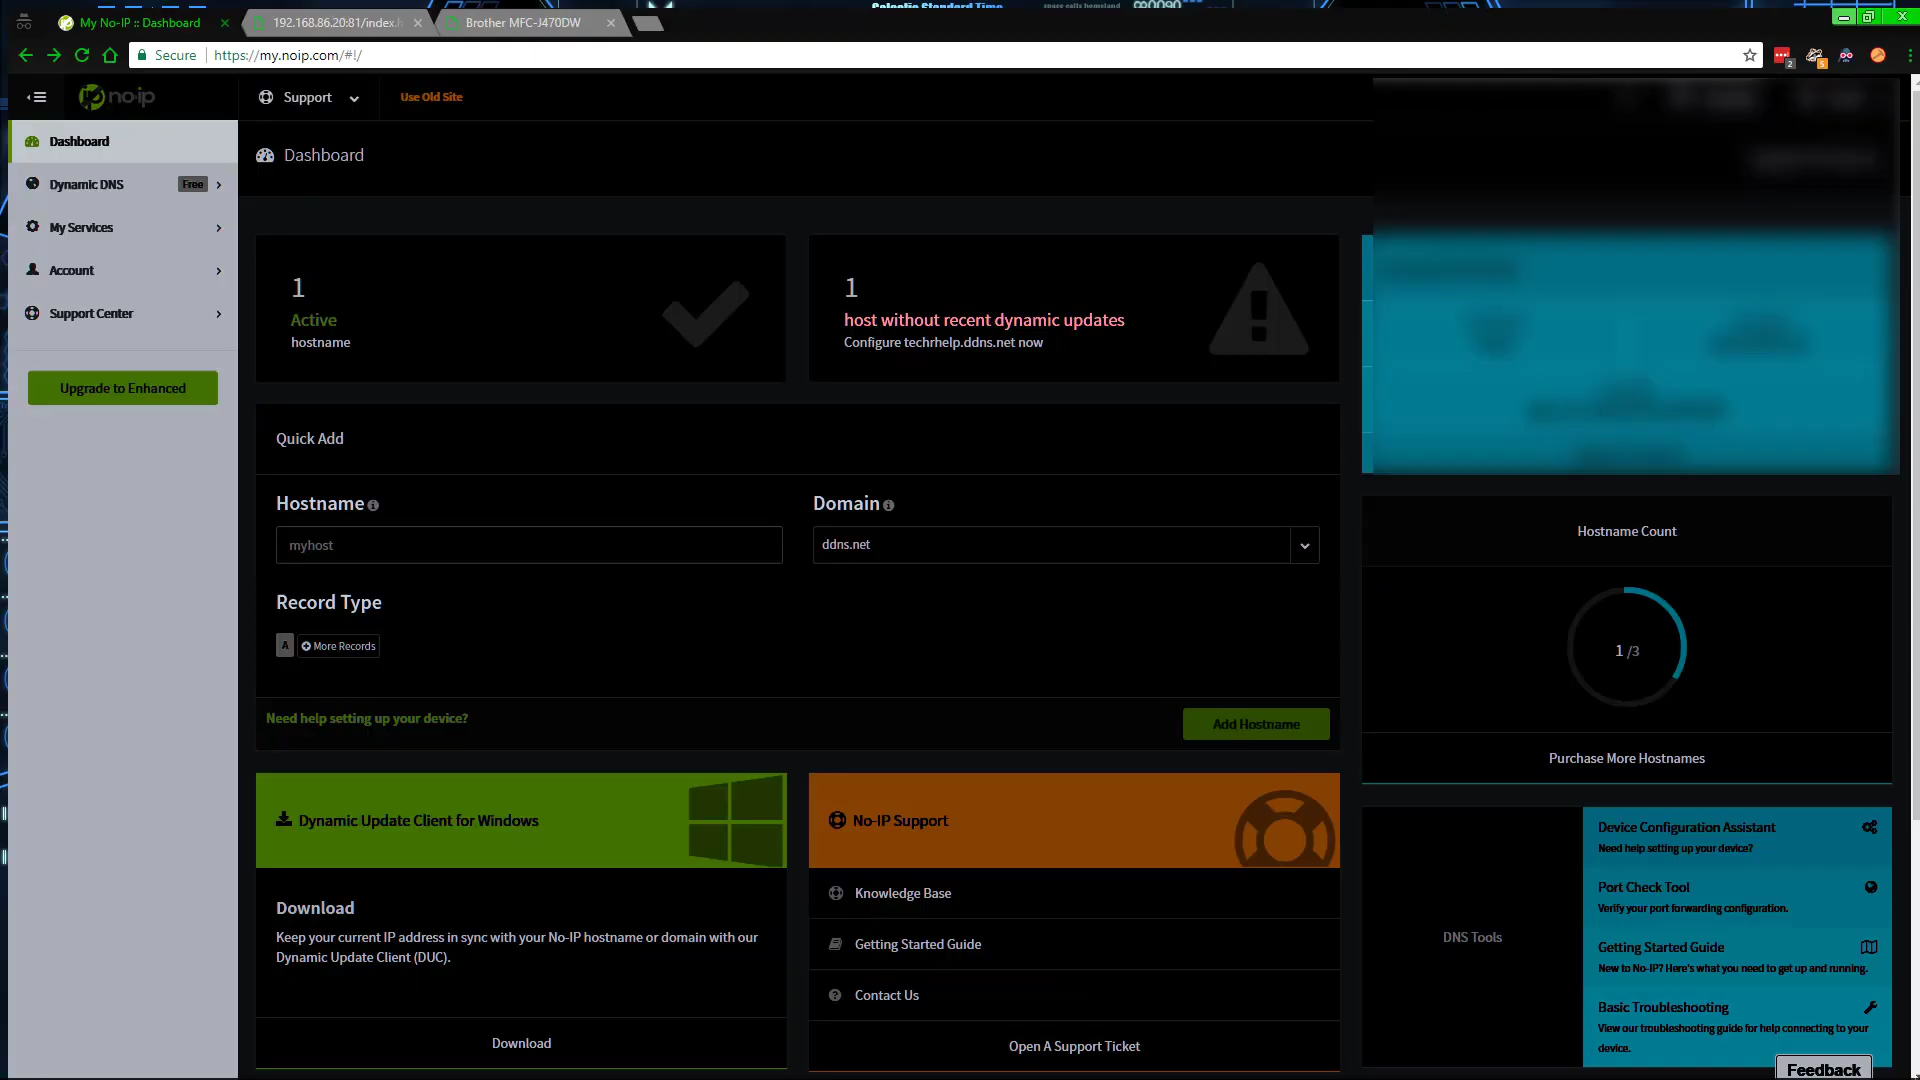 Celestic Standard Time
My No-IP :: Dashboard
192.168.86.20:81/index.h
Brother MFC-J470DW
Secure
https://my.noip.com/#!/
2
5
no-ip
Support
Use Old Site
Dashboard
Dynamic DNS
Free
My Services
Account
Support Center
Upgrade to Enhanced
Dashboard
1
Active
hostname
1
host without recent dynamic updates
Configure techrhelp.ddns.net now
Quick Add
Hostname
Domain
myhost
ddns.net
Record Type
A
More Records
Need help setting up your device?
Add Hostname
Hostname Count
1 /3
Purchase More Hostnames
Dynamic Update Client for Windows
Download
Keep your current IP address in sync with your No-IP hostname or domain with our
Dynamic Update Client (DUC).
Download
No-IP Support
Knowledge Base
Getting Started Guide
Contact Us
Open A Support Ticket
DNS Tools
Device Configuration Assistant
Need help setting up your device?
Port Check Tool
Verify your port forwarding configuration.
Getting Started Guide
New to No-IP? Here's what you need to get up and running.
Basic Troubleshooting
View our troubleshooting guide for help connecting to your
device.
Feedback